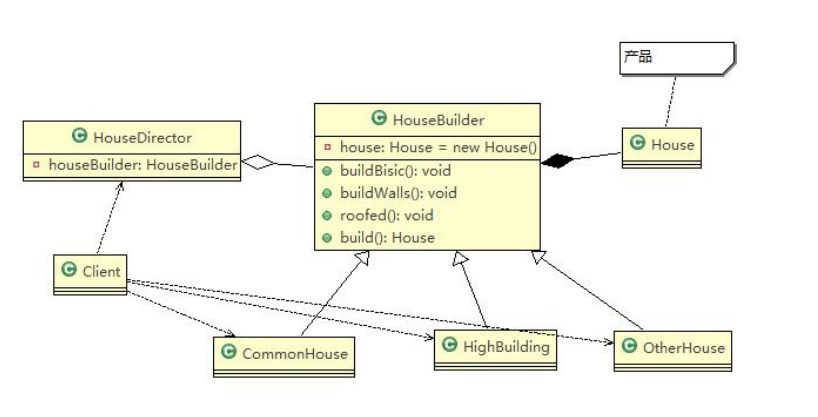 产品
HouseDirector
houseBuilder: HouseBuilder
HouseBuilder
house: House = new House()
buildBisic(): void
buildWalls(): void
roofed(): void
build(): House
House
Client
CommonHouse
HighBuilding
OtherHouse